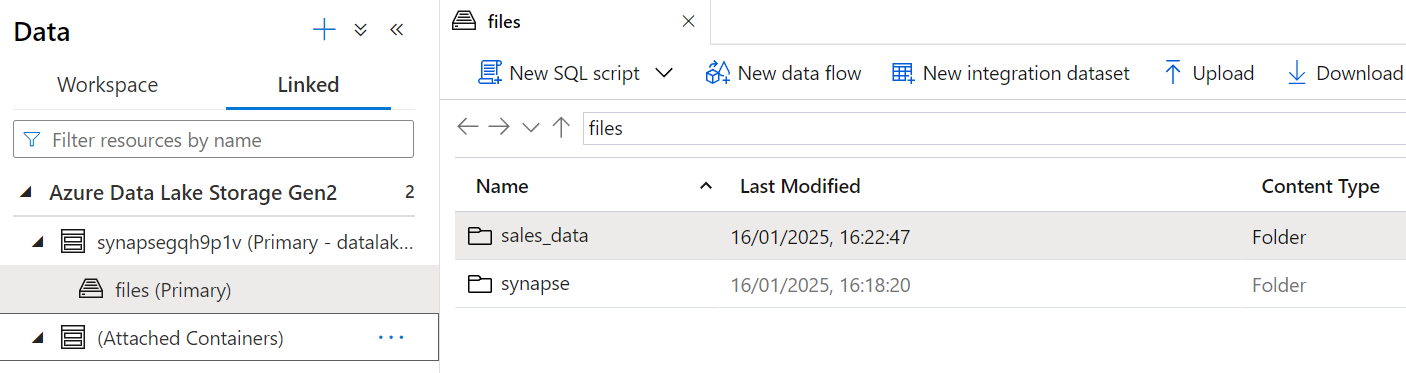 Data
Workspace
Linked
Filter resources by name
Azure Data Lake Storage Gen2 2
synapsegqh9p1v (Primary - datalak...
files (Primary)
(Attached Containers) ...
files
New SQL script
New data flow
New integration dataset
Upload
Download
files
Name Last Modified Content Type
sales_data 16/01/2025, 16:22:47 Folder
synapse 16/01/2025, 16:18:20 Folder